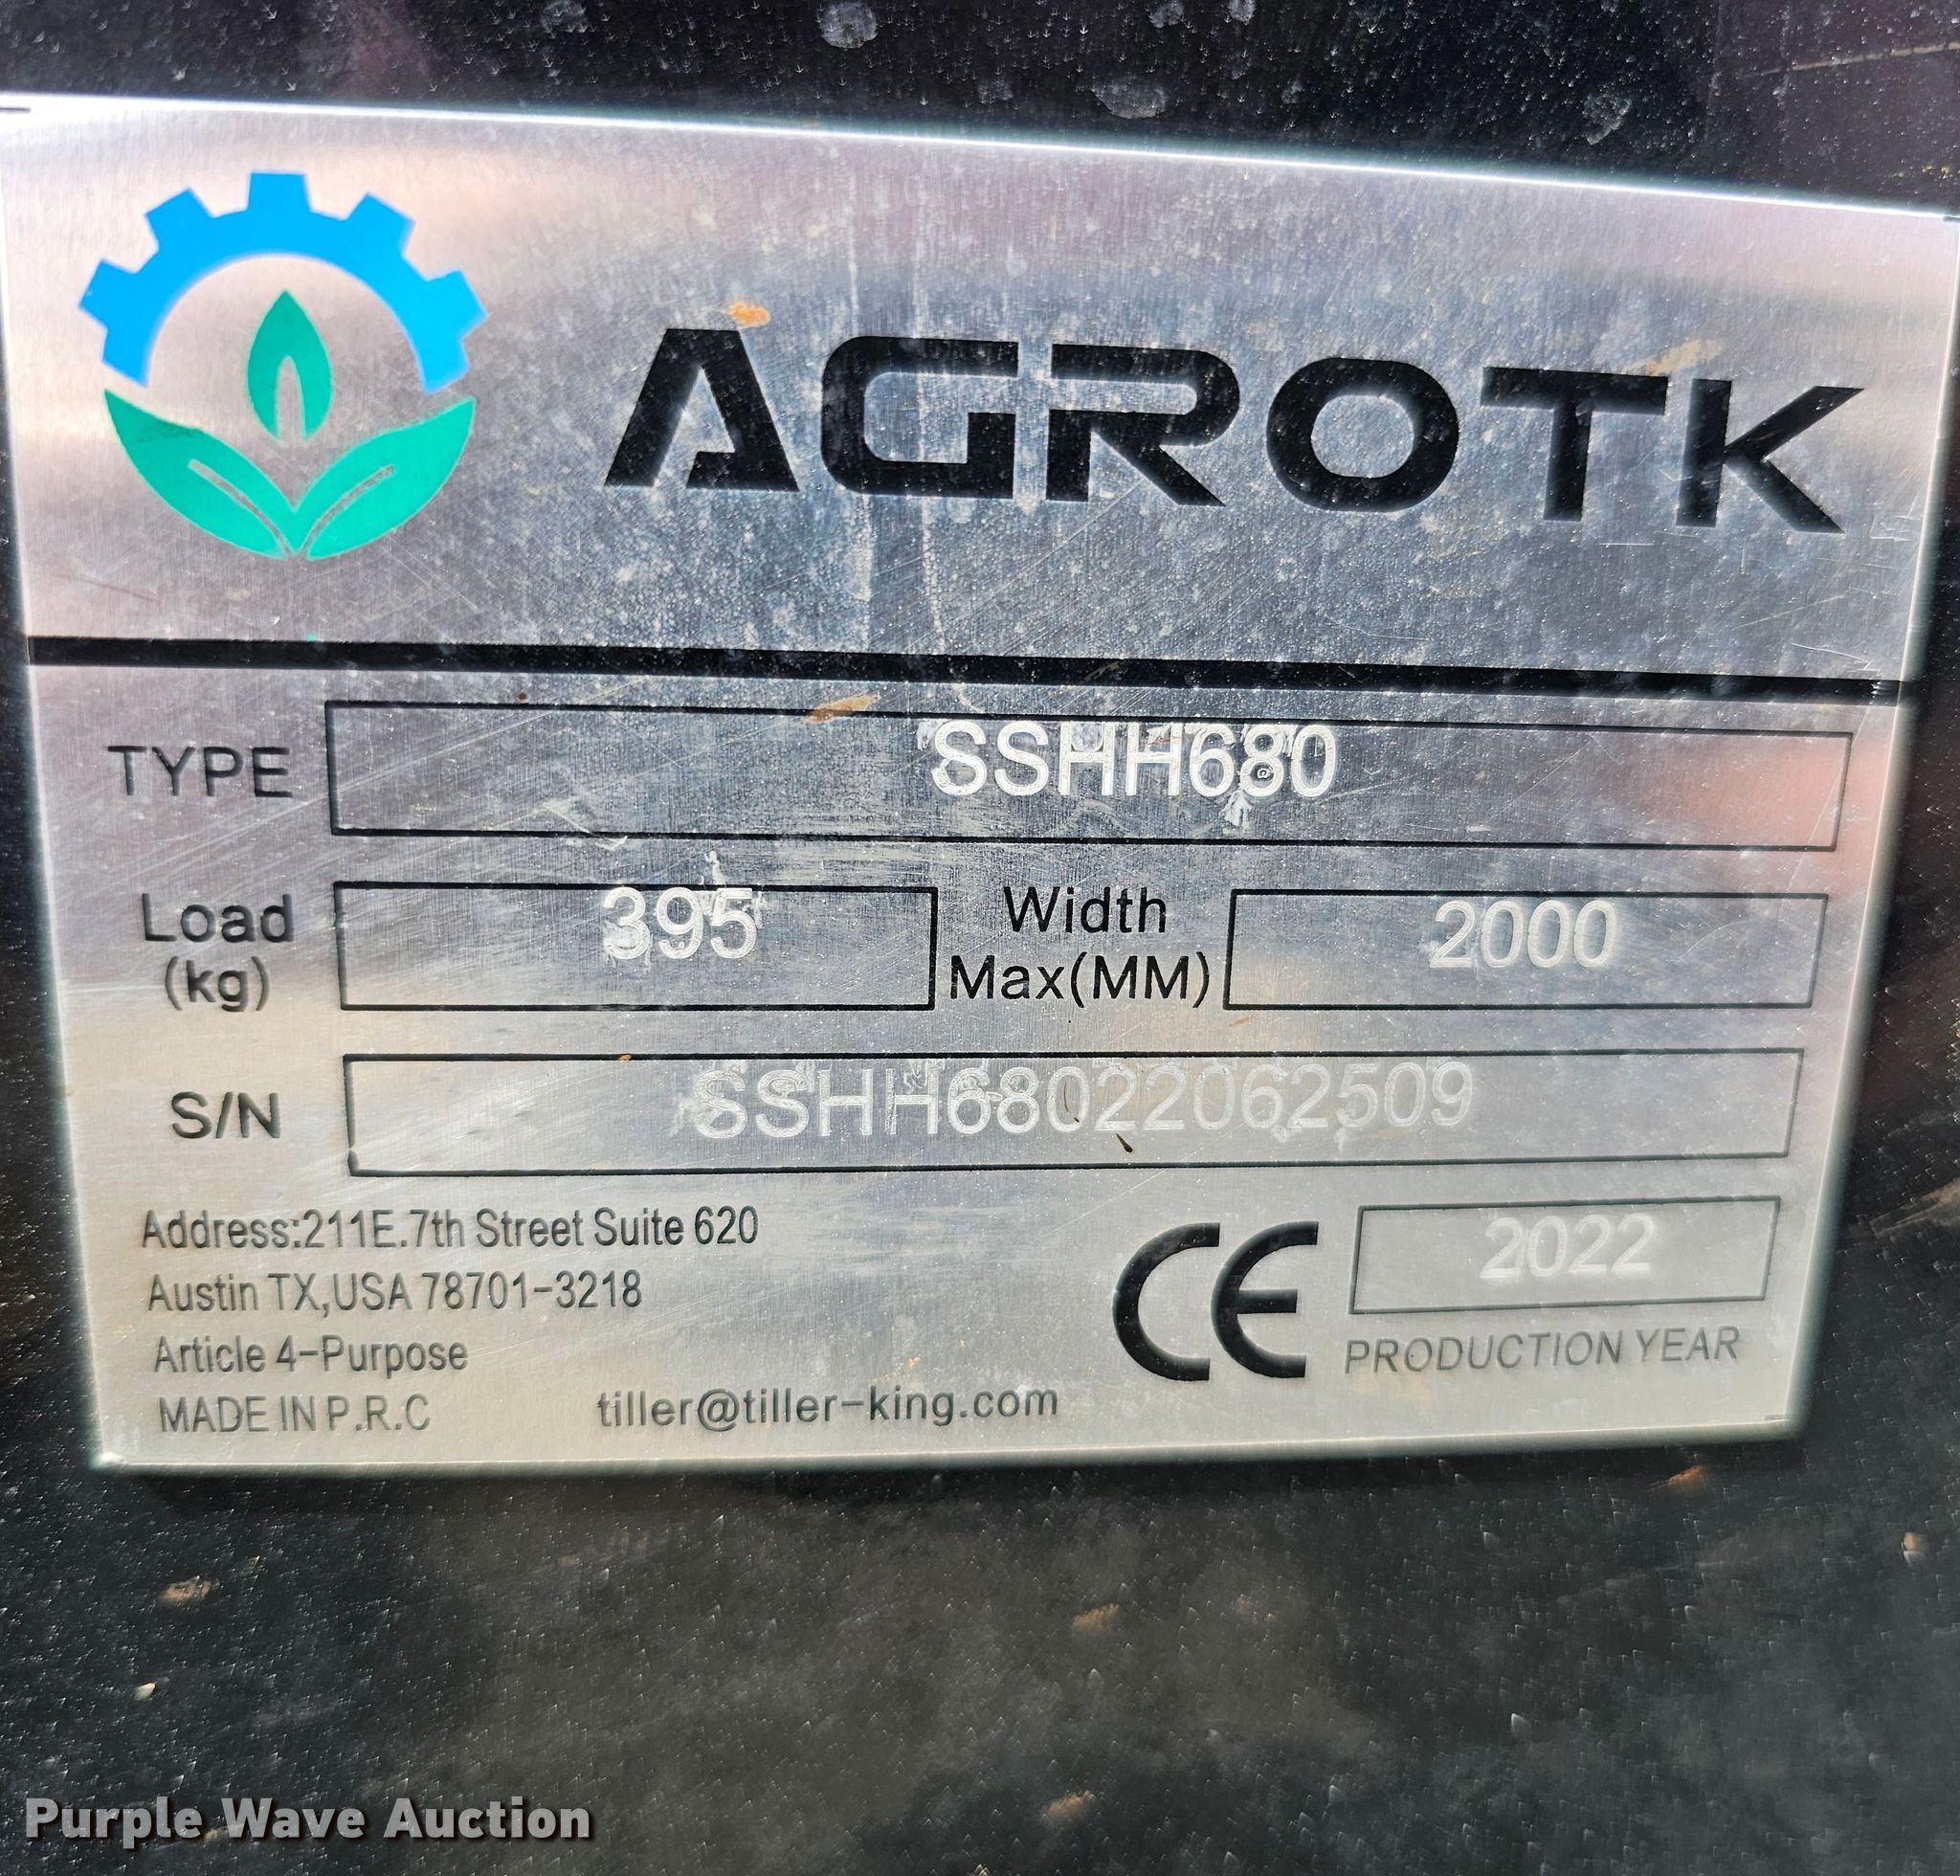 AGROTK
TYPE SSHH680
Load (kg) 395 Width Max(MM) 2000
S/N SSHH68022062509
Address:211E.7th Street Suite 620
Austin TX,USA 78701-3218
Article 4-Purpose
MADE IN P.R.C tiller@tiller-king.com
CE 2022
PRODUCTION YEAR
Purple Wave Auction